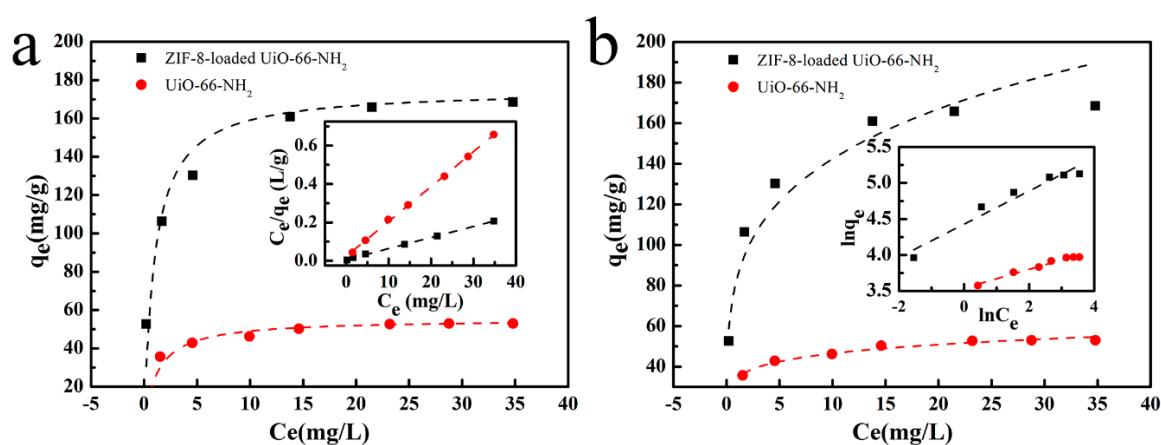 a
200
180
160
140
120
100
80
60
40
20
qe(mg/g)
-5 0 5 10 15 20 25 30 35 40
Ce(mg/L)
ZIF-8-loaded UiO-66-NH2
UiO-66-NH2
0.6
0.4
0.2
0.0
Ce/qe (L/g)
0 10 20 30 40
Ce (mg/L)
b
200
180
160
140
120
100
80
60
40
qe(mg/g)
-5 0 5 10 15 20 25 30 35 40
Ce(mg/L)
ZIF-8-loaded UiO-66-NH2
UiO-66-NH2
5.5
5.0
4.5
4.0
3.5
lnqe
-2 0 2 4
lnCe